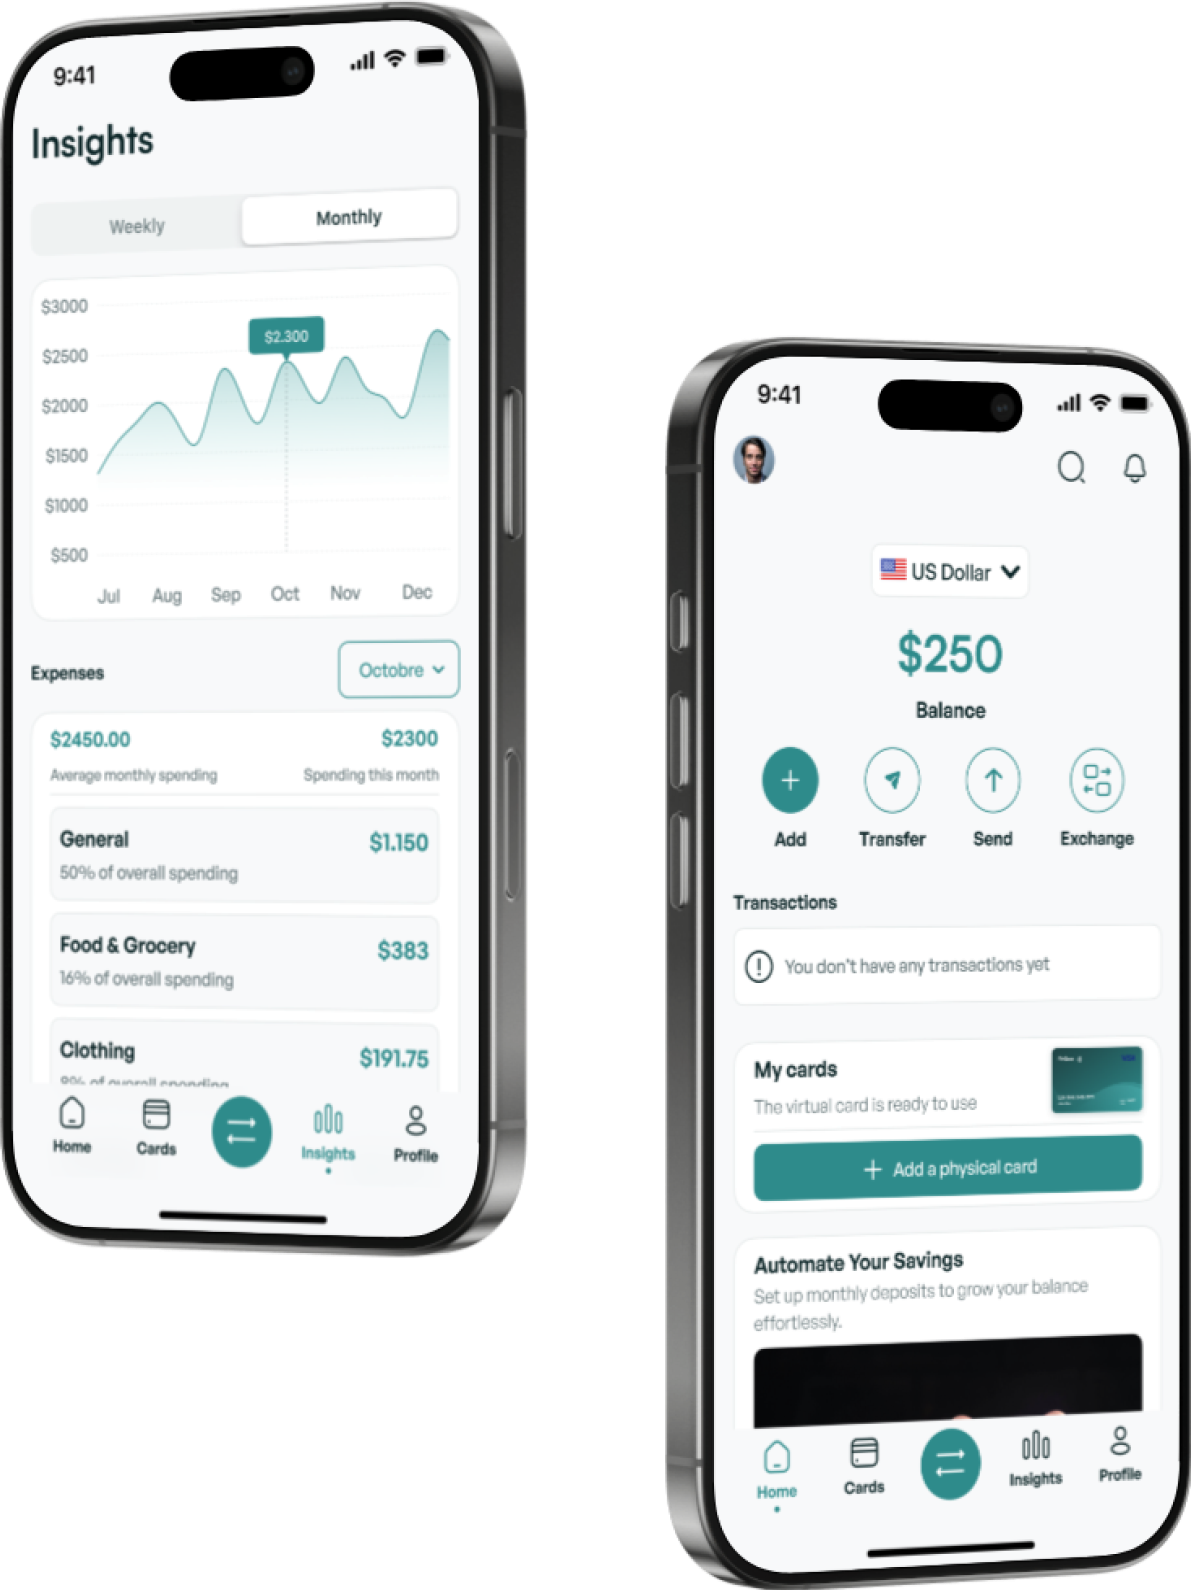 9:41
Insights
Weekly
Monthly
$3000
$2500
$2000
$1500
$1000
$500
$2.300
Jul Aug Sep Oct Nov Dec
Expenses
Octobre
$2450.00 $2300
Average monthly spending Spending this month
General $1.150
50% of overall spending
Food & Grocery $383
16% of overall spending
Clothing $191.75
8% of overall spending
Home Cards Insights Profile
9:41
US Dollar
$250
Balance
Add Transfer Send Exchange
Transactions
You don't have any transactions yet
My cards
The virtual card is ready to use
Add a physical card
Automate Your Savings
Set up monthly deposits to grow your balance
effortlessly.
Home Cards Insights Profile